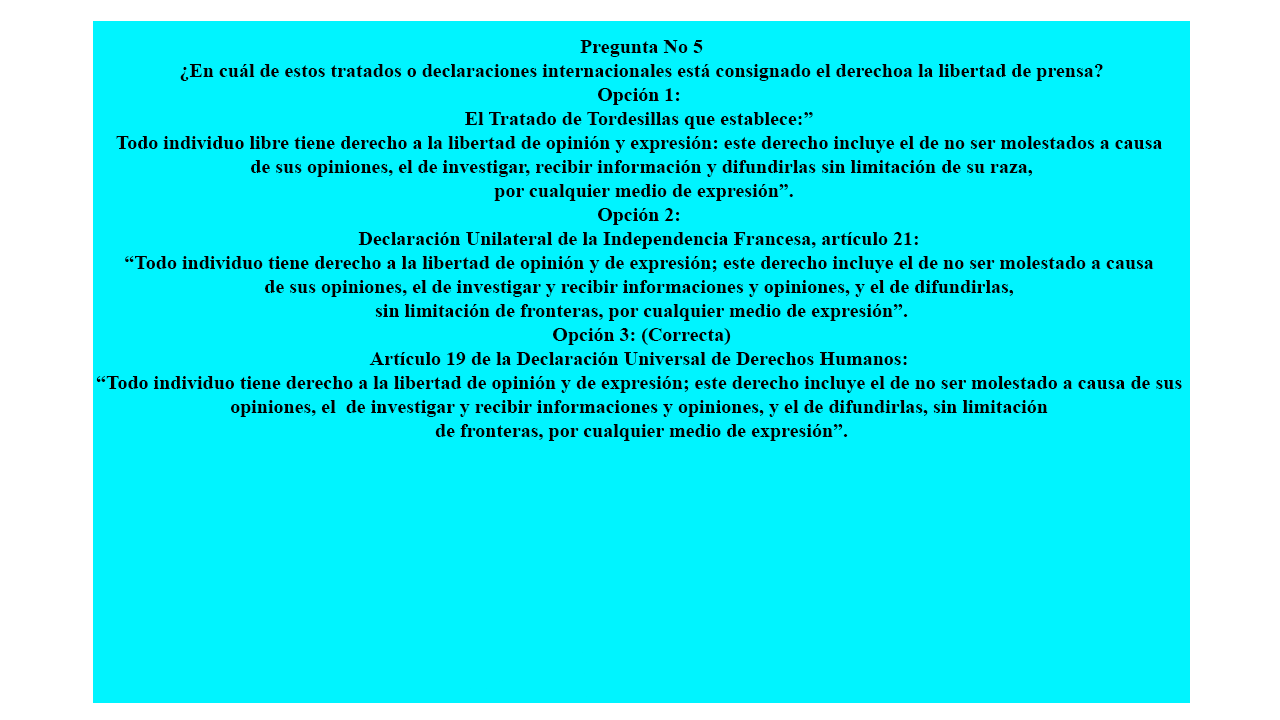 Pregunta No 5
¿En cuál de estos tratados o declaraciones internacionales está consignado el derechoa la libertad de prensa?
Opción 1:
El Tratado de Tordesillas que establece:”
Todo individuo libre tiene derecho a la libertad de opinión y expresión: este derecho incluye el de no ser molestados a causa
de sus opiniones, el de investigar, recibir información y difundirlas sin limitación de su raza,
por cualquier medio de expresión”.
Opción 2:
Declaración Unilateral de la Independencia Francesa, artículo 21:
“Todo individuo tiene derecho a la libertad de opinión y de expresión; este derecho incluye el de no ser molestado a causa
de sus opiniones, el de investigar y recibir informaciones y opiniones, y el de difundirlas,
sin limitación de fronteras, por cualquier medio de expresión”.
Opción 3: (Correcta)
Artículo 19 de la Declaración Universal de Derechos Humanos:
“Todo individuo tiene derecho a la libertad de opinión y de expresión; este derecho incluye el de no ser molestado a causa de sus
opiniones, el  de investigar y recibir informaciones y opiniones, y el de difundirlas, sin limitación
de fronteras, por cualquier medio de expresión”.